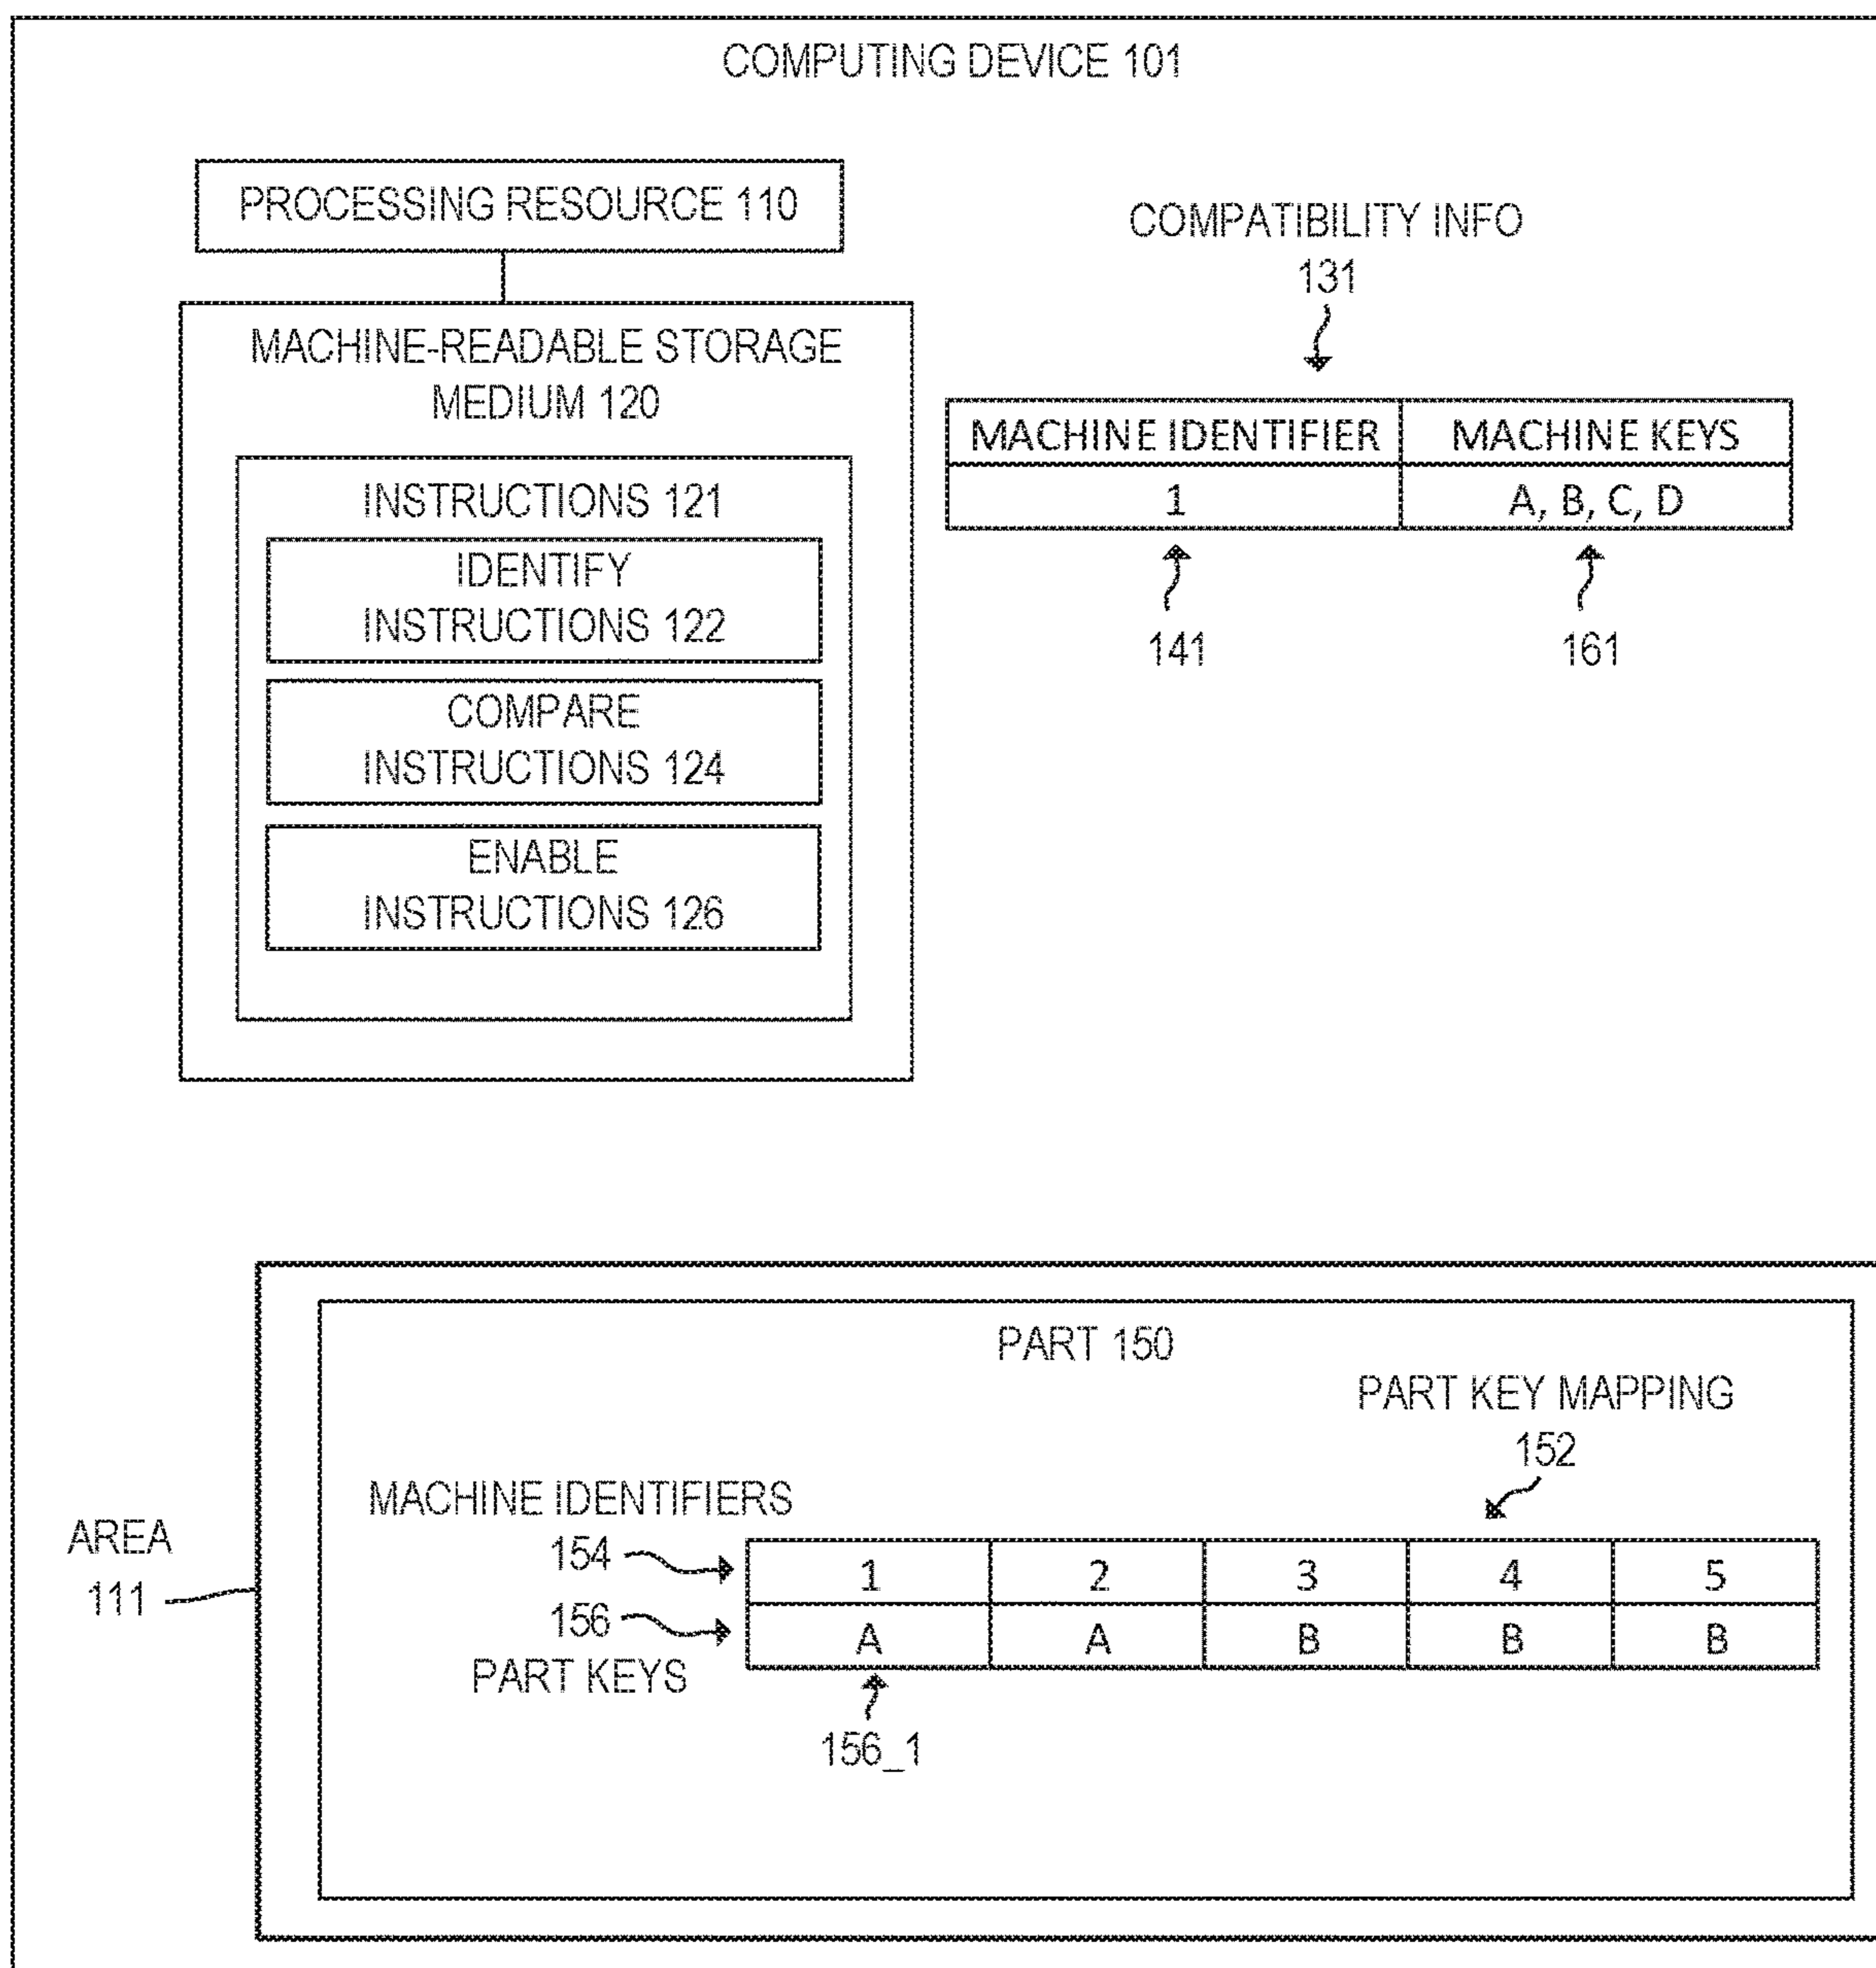 COMPUTING DEVICE 101
PROCESSING RESOURCE 110
MACHINE-READABLE STORAGE
MEDIUM 120
INSTRUCTIONS 121
IDENTIFY
INSTRUCTIONS 122
COMPARE
INSTRUCTIONS 124
ENABLE
INSTRUCTIONS 126
COMPATIBILITY INFO
131
MACHINE IDENTIFIER MACHINE KEYS
1 A, B, C, D
141 161
AREA
111
PART 150
PART KEY MAPPING
152
MACHINE IDENTIFIERS
154 1 2 3 4 5
156 A A B B B
PART KEYS
156_1